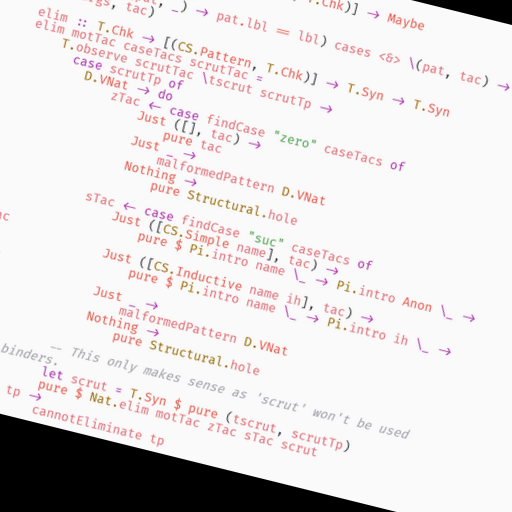 T.Chk)] → Maybe
args, tac)
, _) → pat.lbl == lbl) cases <&> \(pat, tac) →
elim :: T.Chk → [(CS.Pattern, T.Chk)] → T.Syn → T.Syn
elim motTac caseTacs scrutTac =
T.observe scrutTac \tscrut scrutTp →
case scrutTp of
D.VNat → do
zTac ← case findCase "zero" caseTacs of
Just ([], tac) →
pure tac
Just _ →
malformedPattern D.VNat
Nothing →
pure Structural.hole
sTac ← case findCase "suc" caseTacs of
Just ([CS.Simple name], tac) →
pure $ Pi.intro name \_ → Pi.intro Anon \_ →
Just ([CS.Inductive name ih], tac) →
pure $ Pi.intro name \_ → Pi.intro ih \_ →
Just _ →
malformedPattern D.VNat
Nothing →
pure Structural.hole
-- This only makes sense as 'scrut' won't be used
binders.
let scrut = T.Syn $ pure (tscrut, scrutTp)
pure $ Nat.elim motTac zTac sTac scrut
tp →
cannotEliminate tp